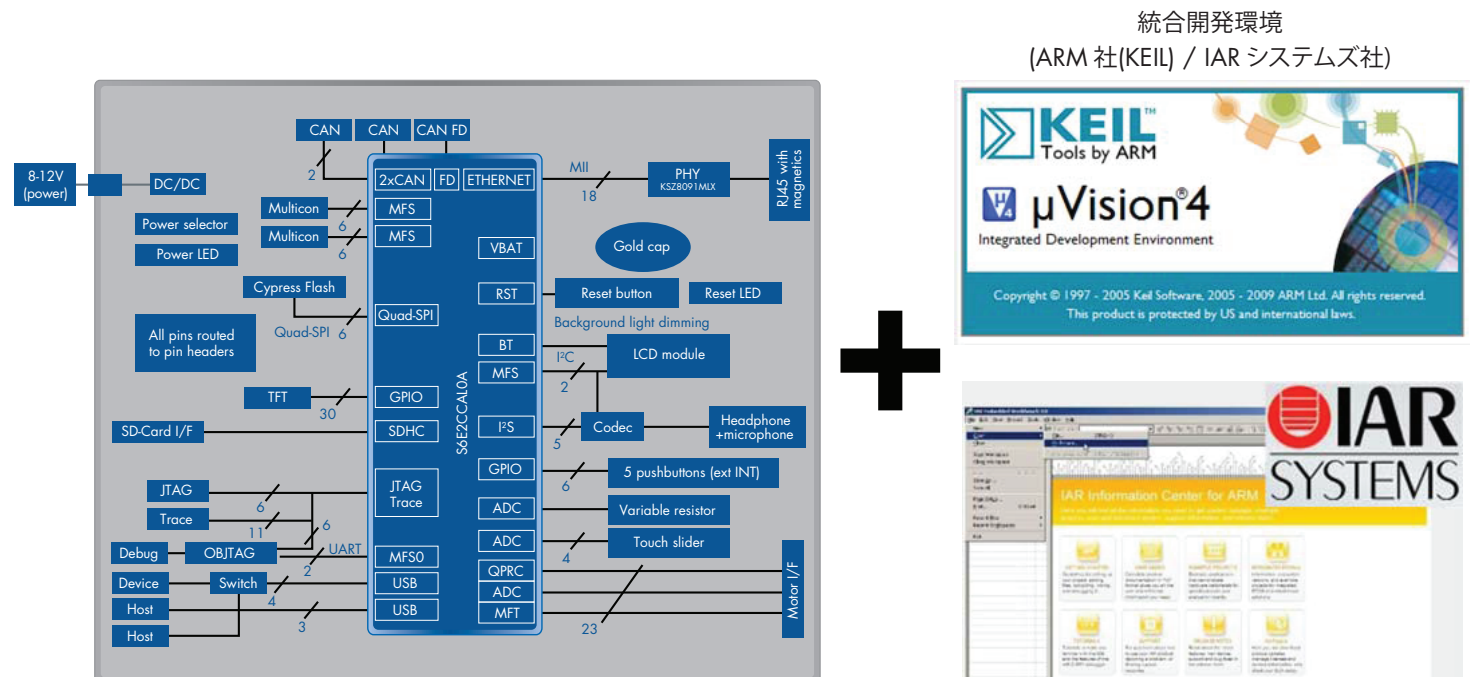 統合開発環境
(ARM 社(KEIL) / IAR システムズ社)
CAN
CAN
CAN FD
2
8-12V
(power)
DC/DC
2xCAN
FD
ETHERNET
MII
18
PHY
KSZ8091MLX
RJ45 with
magnetics
Multicon
6
MFS
Multicon
6
MFS
Power selector
Power LED
VBAT
Gold cap
Cypress Flash
Quad-SPI
6
Quad-SPI
RST
Reset button
Reset LED
All pins routed
to pin headers
Background light dimming
BT
LCD module
I²C
2
MFS
S6E2CCAL0A
TFT
30
GPIO
SD-Card I/F
SDHC
I²S
5
Codec
Headphone
+microphone
GPIO
6
5 pushbuttons (ext INT)
JTAG
6
Trace
11
6
JTAG
Trace
ADC
Variable resistor
ADC
4
Touch slider
Debug
OBJTAG
2
UART
MFS0
Device
Switch
4
USB
Host
3
USB
Host
QPRC
ADC
MFT
23
Motor I/F
KEIL™
Tools by ARM
µVision®4
Integrated Development Environment
Copyright © 1997 - 2005 Keil Software, 2005 - 2009 ARM Ltd. All rights reserved.
This product is protected by US and international laws.
IAR
SYSTEMS
IAR Information Center for ARM